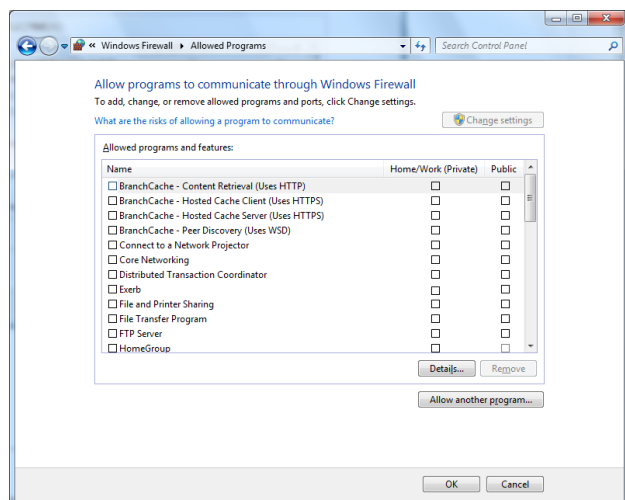 « Windows Firewall ▸ Allowed Programs
Search Control Panel
Allow programs to communicate through Windows Firewall
To add, change, or remove allowed programs and ports, click Change settings.
What are the risks of allowing a program to communicate?
Change settings
Allowed programs and features:
Name Home/Work (Private) Public
BranchCache - Content Retrieval (Uses HTTP)
BranchCache - Hosted Cache Client (Uses HTTPS)
BranchCache - Hosted Cache Server (Uses HTTPS)
BranchCache - Peer Discovery (Uses WSD)
Connect to a Network Projector
Core Networking
Distributed Transaction Coordinator
Exerb
File and Printer Sharing
File Transfer Program
FTP Server
HomeGroup
Details... Remove
Allow another program...
OK Cancel